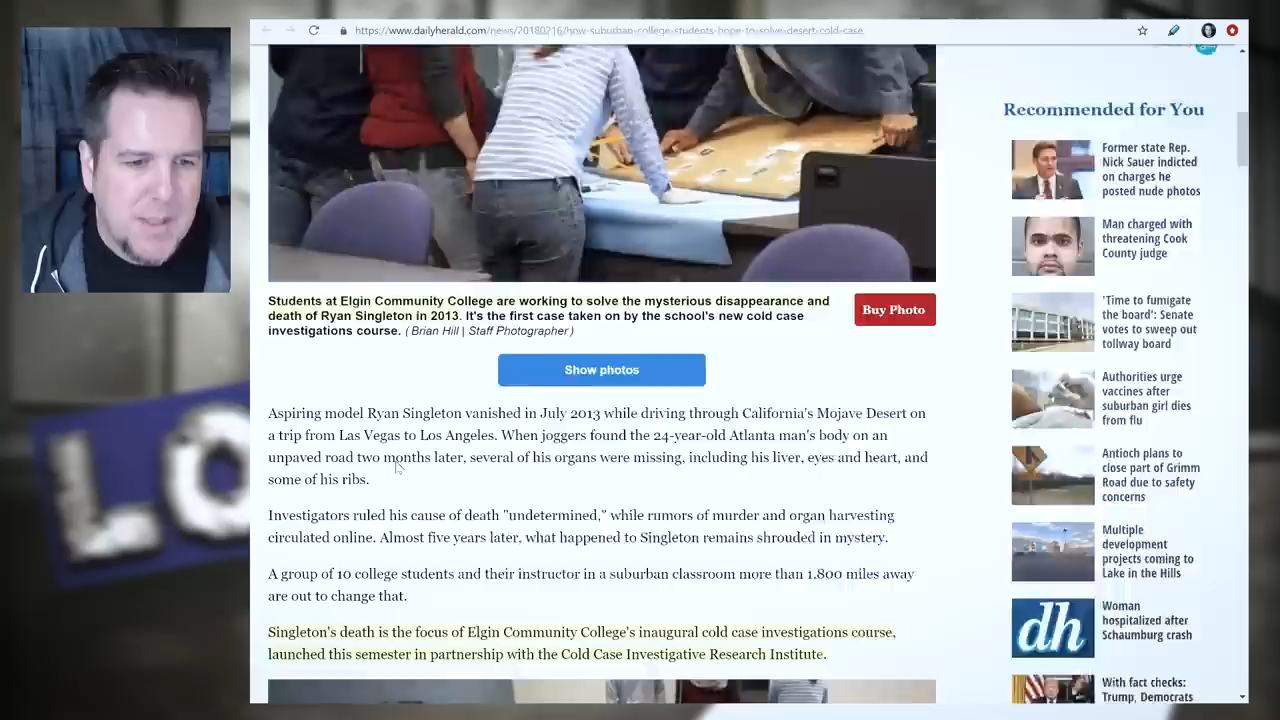 https://www.dailyherald.com/news/20180216/how-suburban-college-students-hope-to-solve-desert-cold-case
LO
Students at Elgin Community College are working to solve the mysterious disappearance and
death of Ryan Singleton in 2013. It's the first case taken on by the school's new cold case
investigations course. ( Brian Hill | Staff Photographer )
Buy Photo
Show photos
Aspiring model Ryan Singleton vanished in July 2013 while driving through California's Mojave Desert on
a trip from Las Vegas to Los Angeles. When joggers found the 24-year-old Atlanta man's body on an
unpaved road two months later, several of his organs were missing, including his liver, eyes and heart, and
some of his ribs.
Investigators ruled his cause of death "undetermined," while rumors of murder and organ harvesting
circulated online. Almost five years later, what happened to Singleton remains shrouded in mystery.
A group of 10 college students and their instructor in a suburban classroom more than 1,800 miles away
are out to change that.
Singleton's death is the focus of Elgin Community College's inaugural cold case investigations course,
launched this semester in partnership with the Cold Case Investigative Research Institute.
Recommended for You
Former state Rep.
Nick Sauer indicted
on charges he
posted nude photos
Man charged with
threatening Cook
County judge
'Time to fumigate
the board': Senate
votes to sweep out
tollway board
Authorities urge
vaccines after
suburban girl dies
from flu
Antioch plans to
close part of Grimm
Road due to safety
concerns
Multiple
development
projects coming to
Lake in the Hills
dh
Woman
hospitalized after
Schaumburg crash
With fact checks:
Trump, Democrats